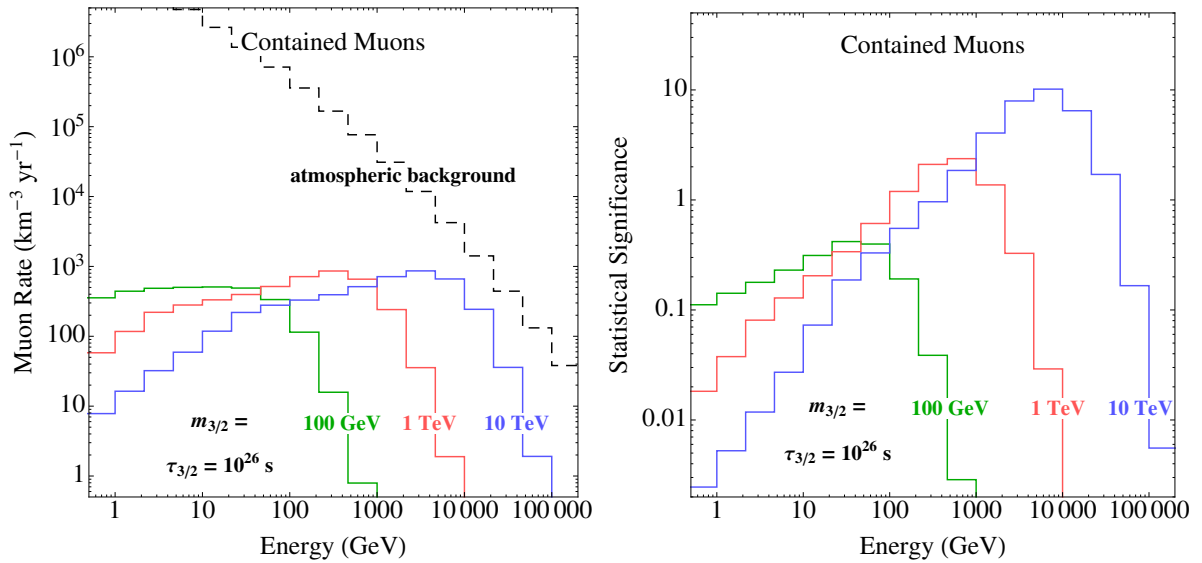 Contained Muons
10⁶
10⁵
10⁴
10³
100
10
1
Muon Rate (km⁻³ yr⁻¹)
atmospheric background
m₃/₂ =
100 GeV
1 TeV
10 TeV
τ₃/₂ = 10²⁶ s
1 10 100 1000 10 000 100 000
Energy (GeV)
Contained Muons
10
1
0.1
0.01
Statistical Significance
m₃/₂ =
100 GeV
1 TeV
10 TeV
τ₃/₂ = 10²⁶ s
1 10 100 1000 10 000 100 000
Energy (GeV)